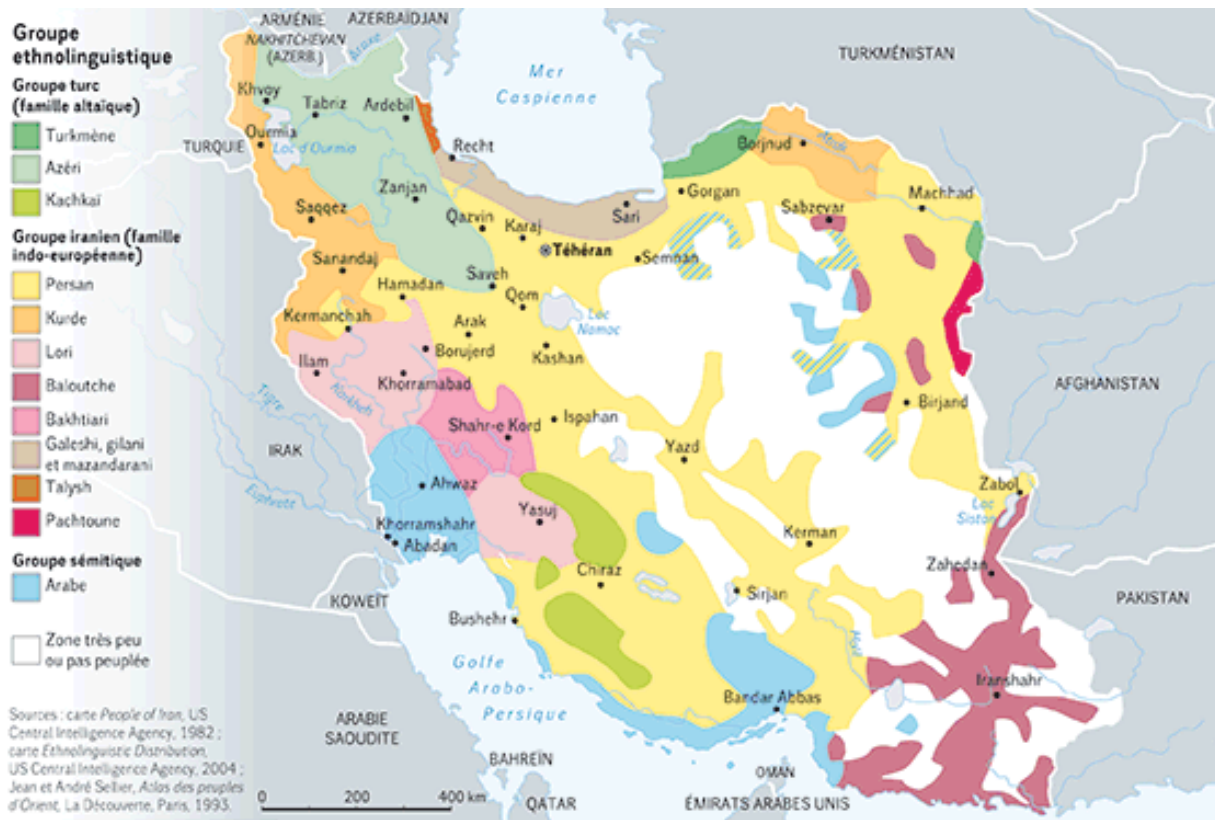 Groupe
ethnolinguistique
Groupe turc
(famille altaïque)
Turkmène
Azéri
Kachkaï
Groupe iranien (famille
indo-européenne)
Persan
Kurde
Lori
Baloutche
Bakhtiari
Galeshi, gilani
et mazandarani
Talysh
Pachtoune
Groupe sémitique
Arabe
Zone très peu
ou pas peuplée
Sources : carte People of Iran, US
Central Intelligence Agency, 1982 ;
carte Ethnolinguistic Distribution,
US Central Intelligence Agency, 2004 ;
Jean et André Sellier, Atlas des peuples
d'Orient, La Découverte, Paris, 1993.
0 200 400 km
ARMÉNIE
NAKHITCHEVAN
(AZERB.)
AZERBAÏDJAN
Araxe
TURKMÉNISTAN
Mer
Caspienne
Khvoy
Tabriz
Ardebil
Ourmia
Lac d'Ourmia
TURQUIE
Recht
Borjnud
Atrak
Zanjan
Gorgan
Machhad
Saqqez
Qazvin
Karaj
Sari
Sabzevar
Téhéran
Semnan
Sanandaj
Saveh
Hamadan
Qom
Kermanchah
Arak
Lac
Namac
Ilam
Borujerd
Kashan
Khorramabad
Karkheh
Tigre
AFGHANISTAN
Birjand
Shahr-e Kord
Ispahan
IRAK
Yazd
Euphrate
Ahwaz
Zabol
Lac
Sistan
Khorramshahr
Abadan
Yasuj
Kerman
Chiraz
Zahedan
KOWEÏT
Sirjan
PAKISTAN
Bushehr
Golfe
Arabo-
Persique
Halil
Iranshahr
Bandar Abbas
ARABIE
SAOUDITE
BAHREÏN
OMAN
QATAR
ÉMIRATS ARABES UNIS